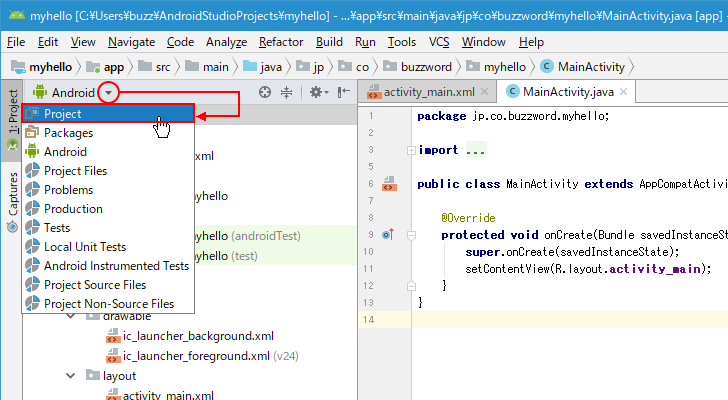 myhello [C:¥Users¥buzz¥AndroidStudioProjects¥myhello] - ...¥app¥src¥main¥java¥jp¥co¥buzzword¥myhello¥MainActivity.java [app]
File Edit View Navigate Code Analyze Refactor Build Run Tools VCS Window Help
myhello app src main java jp co buzzword myhello MainActivity
1: Project
Captures
Android
Project
Packages
Android
Project Files
Problems
Production
Tests
Local Unit Tests
Android Instrumented Tests
Project Source Files
Project Non-Source Files
xml
yhello
yhello (androidTest)
yhello (test)
drawable
ic_launcher_background.xml
ic_launcher_foreground.xml (v24)
layout
activity_main.xml
activity_main.xml MainActivity.java
1 package jp.co.buzzword.myhello;
2
3 import ...
5
6 public class MainActivity extends AppCompatActivi
7
8 @Override
9 protected void onCreate(Bundle savedInstanceSt
10 super.onCreate(savedInstanceState);
11 setContentView(R.layout.activity_main);
12 }
13 }
14